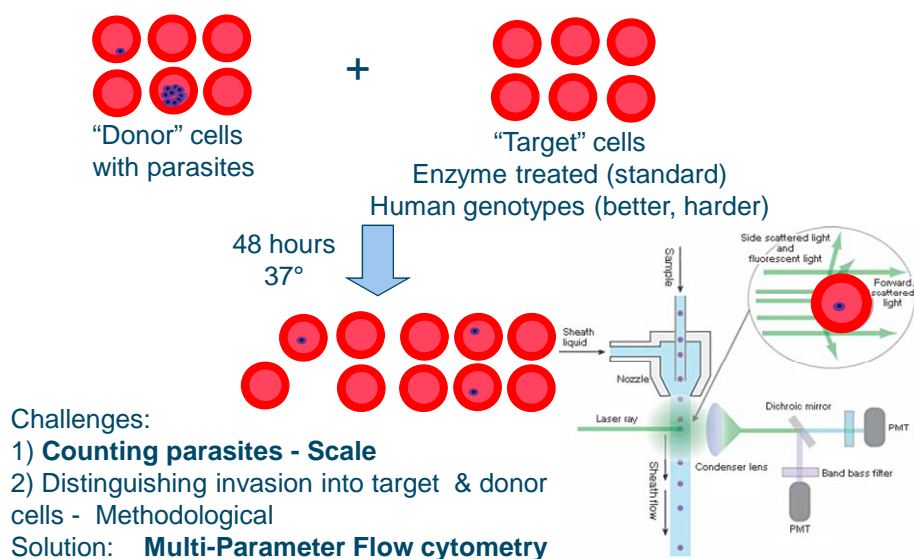 +
“Donor” cells
with parasites
“Target” cells
Enzyme treated (standard)
Human genotypes (better, harder)
48 hours
37°
Side scattered light
and
fluorescent light
Forward
scattered
light
Sample
Sheath
liquid
Nozzle
Laser ray
Sheath flow
Condenser lens
Dichroic mirror
PMT
Band bass filter
PMT
Challenges:
1) Counting parasites - Scale
2) Distinguishing invasion into target & donor
cells - Methodological
Solution: Multi-Parameter Flow cytometry